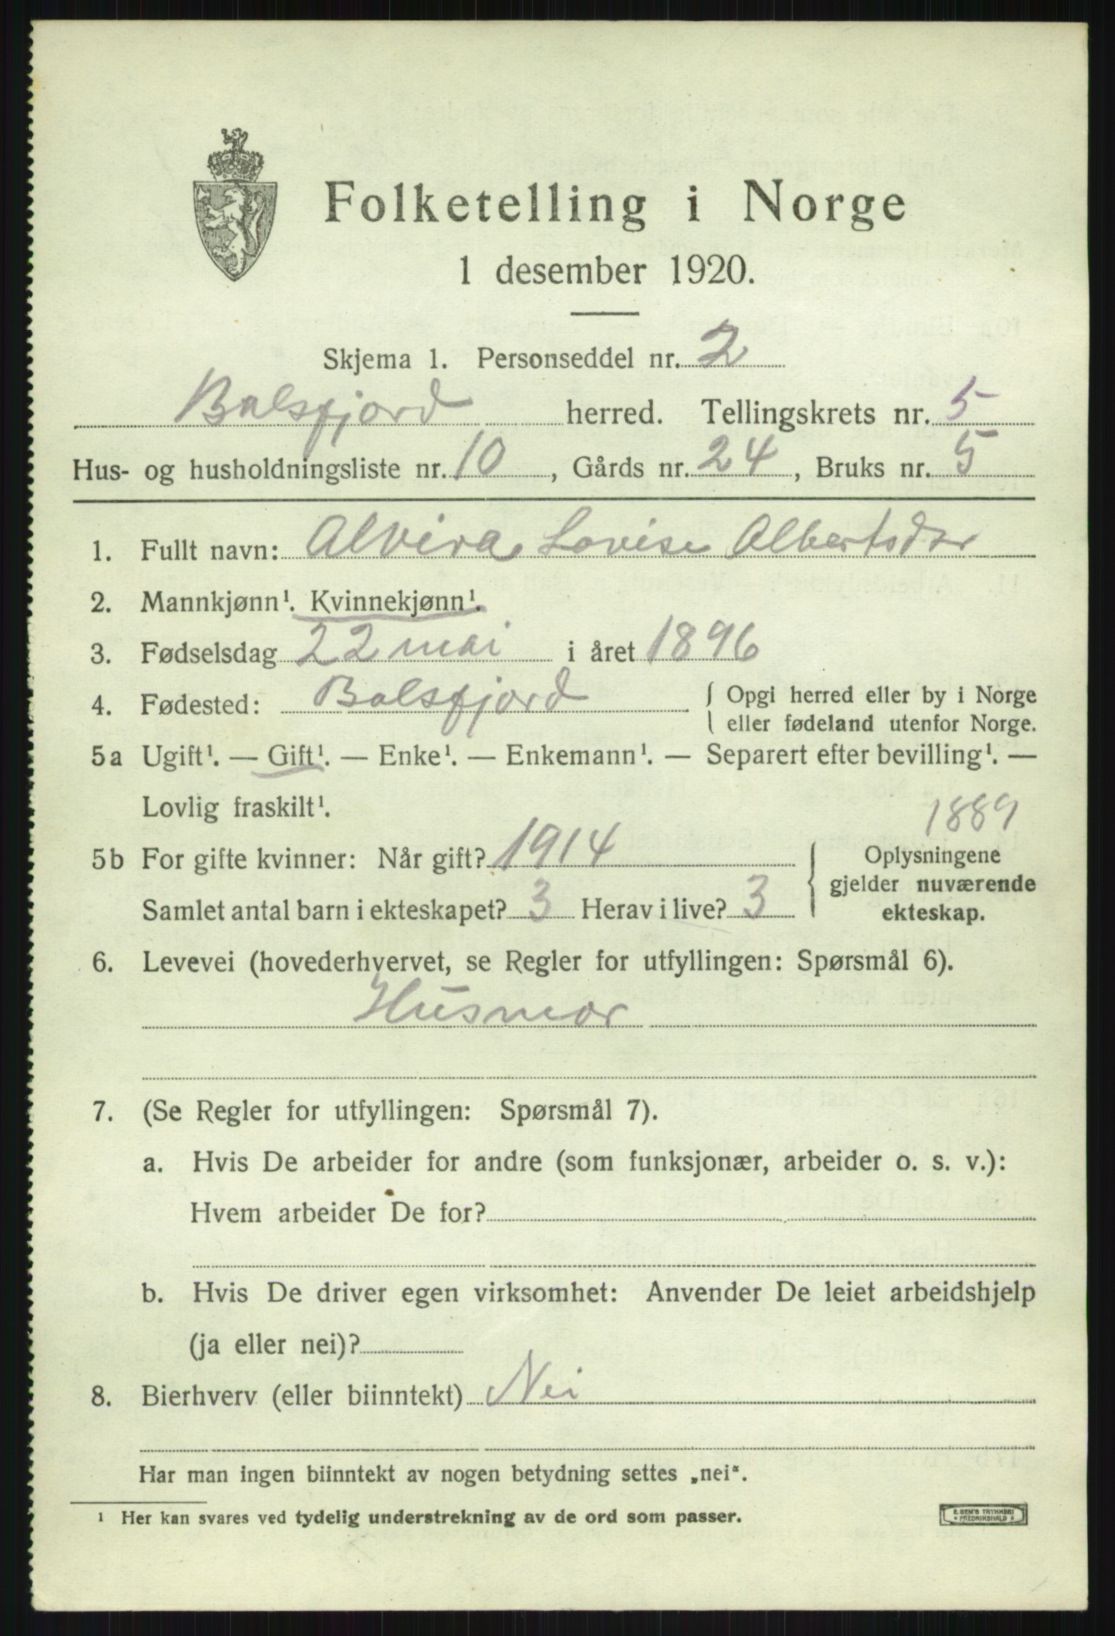 Folketelling i Norge
1 desember 1920.
Skjema 1. Personseddel nr. 2
Balsfjord herred. Tellingskrets nr. 5
Hus- og husholdningsliste nr. 10, Gårds nr. 24, Bruks nr. 5
1. Fullt navn: Alvira Lovise Albertsdtr
2. Mannkjønn¹. Kvinnekjønn¹.
3. Fødselsdag 22 mai i året 1896
4. Fødested: Balsfjord { Opgi herred eller by i Norge
eller fødeland utenfor Norge.
5a Ugift¹. — Gift¹. — Enke¹. — Enkemann¹. — Separert efter bevilling¹. —
Lovlig fraskilt¹.
1889
5b For gifte kvinner: Når gift? 1914
Samlet antal barn i ekteskapet? 3 Herav i live? 3
Oplysningene
gjelder nuværende
ekteskap.
6. Levevei (hovederhvervet, se Regler for utfyllingen: Spørsmål 6).
Husmor
7. (Se Regler for utfyllingen: Spørsmål 7).
a. Hvis De arbeider for andre (som funksjonær, arbeider o. s. v.):
Hvem arbeider De for?
b. Hvis De driver egen virksomhet: Anvender De leiet arbeidshjelp
(ja eller nei)?
8. Bierhverv (eller biinntekt) Nei
Har man ingen biinntekt av nogen betydning settes „nei“.
¹ Her kan svares ved tydelig understrekning av de ord som passer.